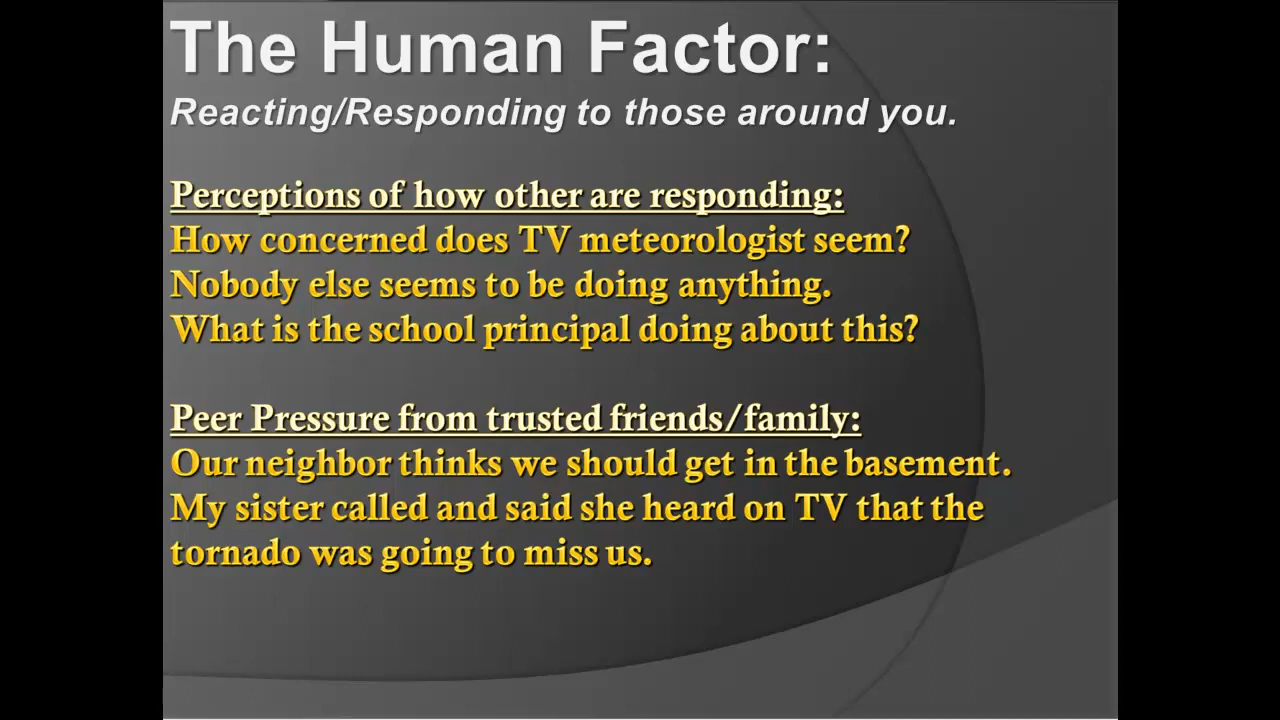 The Human Factor:
Reacting/Responding to those around you.
Perceptions of how other are responding:
How concerned does TV meteorologist seem?
Nobody else seems to be doing anything.
What is the school principal doing about this?
Peer Pressure from trusted friends/family:
Our neighbor thinks we should get in the basement.
My sister called and said she heard on TV that the
tornado was going to miss us.